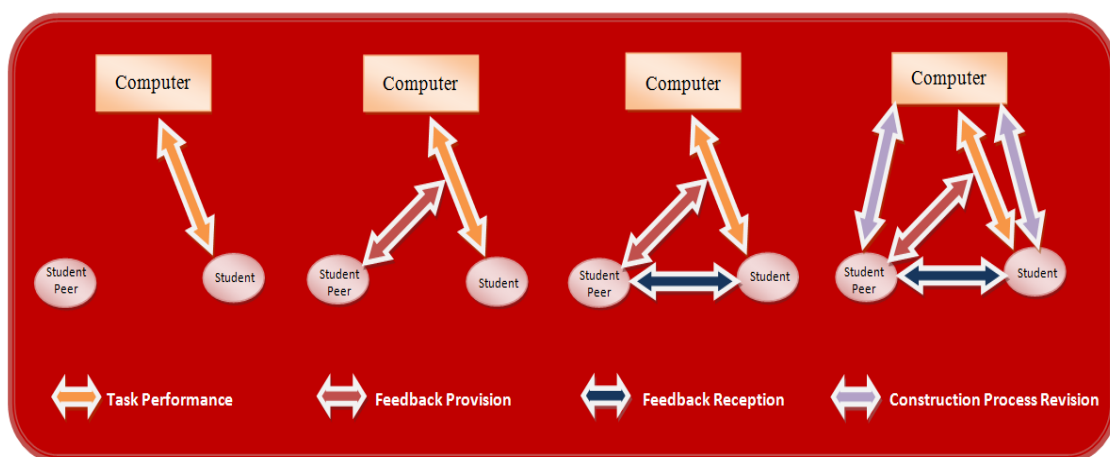 Computer
Computer
Computer
Computer
Student
Peer
Student
Student
Peer
Student
Student
Peer
Student
Student
Peer
Student
Task Performance
Feedback Provision
Feedback Reception
Construction Process Revision